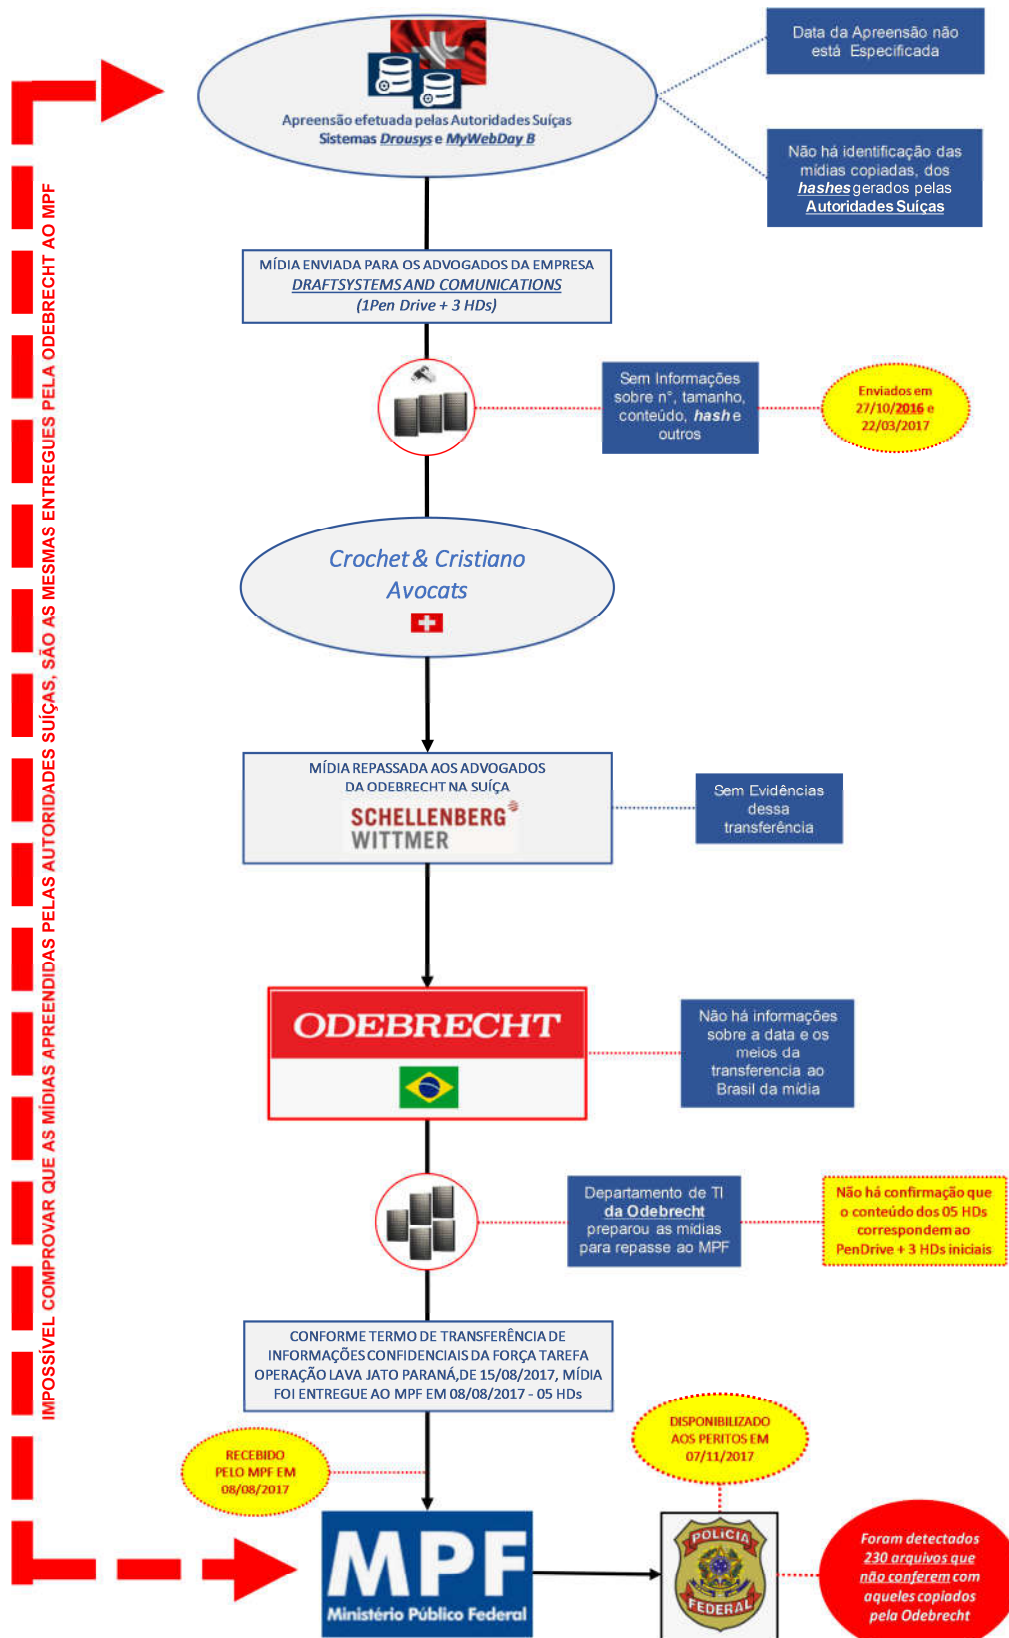 Data da Apreensão não
está Especificada
Apreensão efetuada pelas Autoridades Suíças
Sistemas Drousys e MyWebDay B
Não há identificação das
mídias copiadas, dos
hashes gerados pelas
Autoridades Suíças
MÍDIA ENVIADA PARA OS ADVOGADOS DA EMPRESA
DRAFTSYSTEMS AND COMUNICATIONS
(1Pen Drive + 3 HDs)
Sem Informações
sobre n°, tamanho,
conteúdo, hash e
outros
Enviados em
27/10/2016 e
22/03/2017
Crochet & Cristiano
Avocats
MÍDIA REPASSADA AOS ADVOGADOS
DA ODEBRECHT NA SUÍÇA
SCHELLENBERG
WITTMER
Sem Evidências
dessa
transferência
ODEBRECHT
Não há informações
sobre a data e os
meios da
transferencia ao
Brasil da mídia
Departamento de TI
da Odebrecht
preparou as mídias
para repasse ao MPF
Não há confirmação que
o conteúdo dos 05 HDs
correspondem ao
PenDrive + 3 HDs iniciais
CONFORME TERMO DE TRANSFERÊNCIA DE
INFORMAÇÕES CONFIDENCIAIS DA FORÇA TAREFA
OPERAÇÃO LAVA JATO PARANÁ,DE 15/08/2017, MÍDIA
FOI ENTREGUE AO MPF EM 08/08/2017 - 05 HDs
RECEBIDO
PELO MPF EM
08/08/2017
DISPONIBILIZADO
AOS PERITOS EM
07/11/2017
MPF
Ministério Público Federal
POLÍCIA
FEDERAL
Foram detectados
230 arquivos que
não conferem com
aqueles copiados
pela Odebrecht
IMPOSSÍVEL COMPROVAR QUE AS MÍDIAS APREENDIDAS PELAS AUTORIDADES SUÍÇAS, SÃO AS MESMAS ENTREGUES PELA ODEBRECHT AO MPF